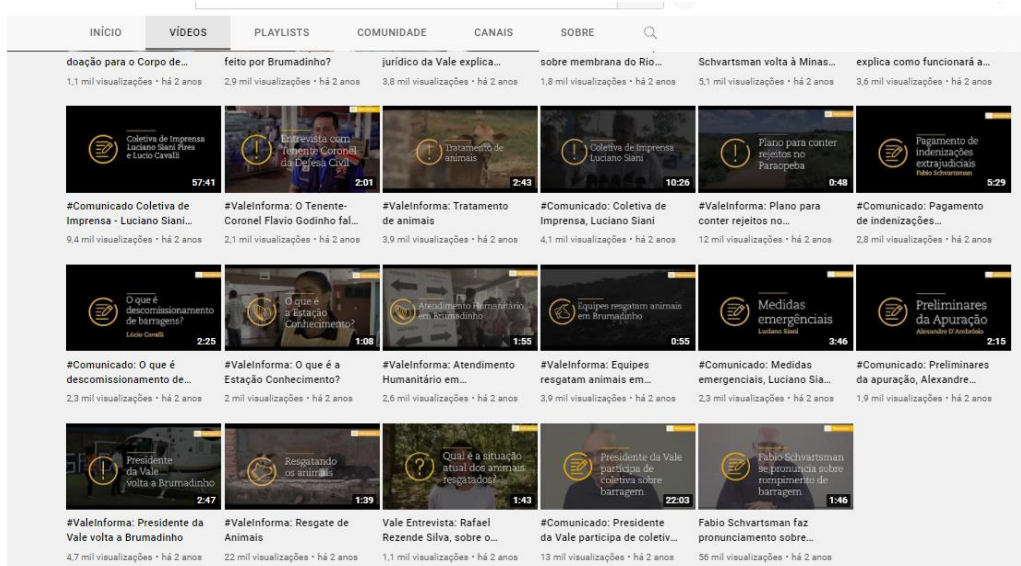 INÍCIO VÍDEOS PLAYLISTS COMUNIDADE CANAIS SOBRE
doação para o Corpo de... feito por Brumadinho? jurídico da Vale explica... sobre membrana do Rio... Schvartsman volta à Minas... explica como funcionará a...
1,1 mil visualizações • há 2 anos 2,9 mil visualizações • há 2 anos 3,8 mil visualizações • há 2 anos 1,8 mil visualizações • há 2 anos 5,1 mil visualizações • há 2 anos 3,6 mil visualizações • há 2 anos
Coletiva de Imprensa
Luciano Siani Pires
e Lucio Cavalli
57:41
Entrevista com
Tenente Coronel
da Defesa Civil
2:01
Tratamento de
animais
2:43
Coletiva de Imprensa
Luciano Siani
10:26
Plano para conter
rejeitos no
Paraopeba
0:48
Pagamento de
indenizações
extrajudiciais
Fabio Schvartsman
5:29
#Comunicado Coletiva de #ValeInforma: O Tenente- #ValeInforma: Tratamento #Comunicado: Coletiva de #ValeInforma: Plano para #Comunicado: Pagamento
Imprensa - Luciano Siani... Coronel Flavio Godinho fal... de animais Imprensa, Luciano Siani conter rejeitos no... de indenizações...
9,4 mil visualizações • há 2 anos 2,1 mil visualizações • há 2 anos 3,9 mil visualizações • há 2 anos 4,1 mil visualizações • há 2 anos 12 mil visualizações • há 2 anos 2,8 mil visualizações • há 2 anos
O que é
descomissionamento
de barragens?
Lúcio Cavalli
2:25
O que é
a Estação
Conhecimento?
1:08
Atendimento Humanitário
em Brumadinho
1:55
Equipes resgatam animais
em Brumadinho
0:55
Medidas
emergênciais
Luciano Siani
3:46
Preliminares
da Apuração
Alexandre D'Ambrósio
2:15
#Comunicado: O que é #ValeInforma: O que é a #ValeInforma: Atendimento #ValeInforma: Equipes #Comunicado: Medidas #Comunicado: Preliminares
descomissionamento de... Estação Conhecimento? Humanitário em... resgatam animais em... emergenciais, Luciano Sia... da apuração, Alexandre...
2,3 mil visualizações • há 2 anos 2 mil visualizações • há 2 anos 2,6 mil visualizações • há 2 anos 3,9 mil visualizações • há 2 anos 2,3 mil visualizações • há 2 anos 1,9 mil visualizações • há 2 anos
Presidente
da Vale
volta a Brumadinho
2:47
Resgatando
os animais
1:39
Qual é a situação
atual dos animais
resgatados?
1:43
Presidente da Vale
participa de
coletiva sobre
barragem.
22:03
Fabio Schvartsman
se pronuncia sobre
rompimento de
barragem.
1:46
#ValeInforma: Presidente da #ValeInforma: Resgate de Vale Entrevista: Rafael #Comunicado: Presidente Fabio Schvartsman faz
Vale volta a Brumadinho Animais Rezende Silva, sobre o... da Vale participa de coletiv... pronunciamento sobre...
4,7 mil visualizações • há 2 anos 22 mil visualizações • há 2 anos 1,1 mil visualizações • há 2 anos 13 mil visualizações • há 2 anos 56 mil visualizações • há 2 anos